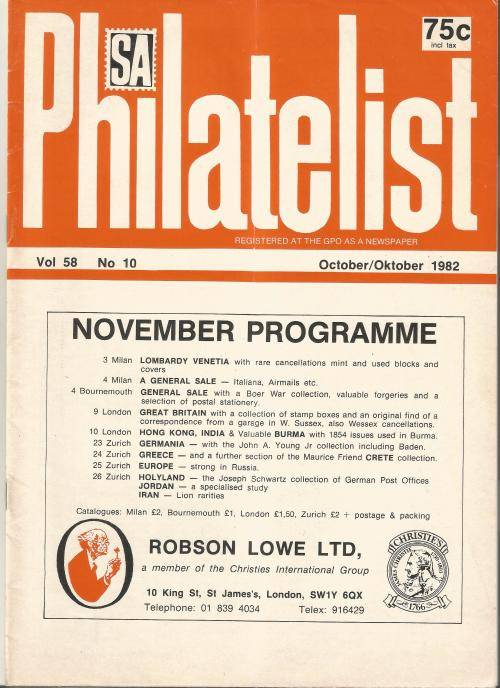 75c
incl tax
SA
Philatelist
REGISTERED AT THE GPO AS A NEWSPAPER
Vol 58 No 10 October/Oktober 1982
NOVEMBER PROGRAMME
3 Milan LOMBARDY VENETIA with rare cancellations mint and used blocks and
covers
4 Milan A GENERAL SALE — Italiana, Airmails etc.
4 Bournemouth GENERAL SALE with a Boer War collection, valuable forgeries and a
selection of postal stationery.
9 London GREAT BRITAIN with a collection of stamp boxes and an original find of a
correspondence from a garage in W. Sussex, also Wessex cancellations.
10 London HONG KONG, INDIA & Valuable BURMA with 1854 issues used in Burma.
23 Zurich GERMANIA — with the John A. Young Jr collection including Baden.
24 Zurich GREECE — and a further section of the Maurice Friend CRETE collection.
25 Zurich EUROPE — strong in Russia.
26 Zurich HOLYLAND — the Joseph Schwartz collection of German Post Offices
JORDAN — a specialised study
IRAN — Lion rarities
Catalogues: Milan £2, Bournemouth £1, London £1,50, Zurich £2 + postage & packing
ROBSON LOWE LTD,
a member of the Christies International Group
10 King St, St James's, London, SW1Y 6QX
Telephone: 01 839 4034 Telex: 916429
CHRISTIE'S
JAMES CHRISTIE
1766